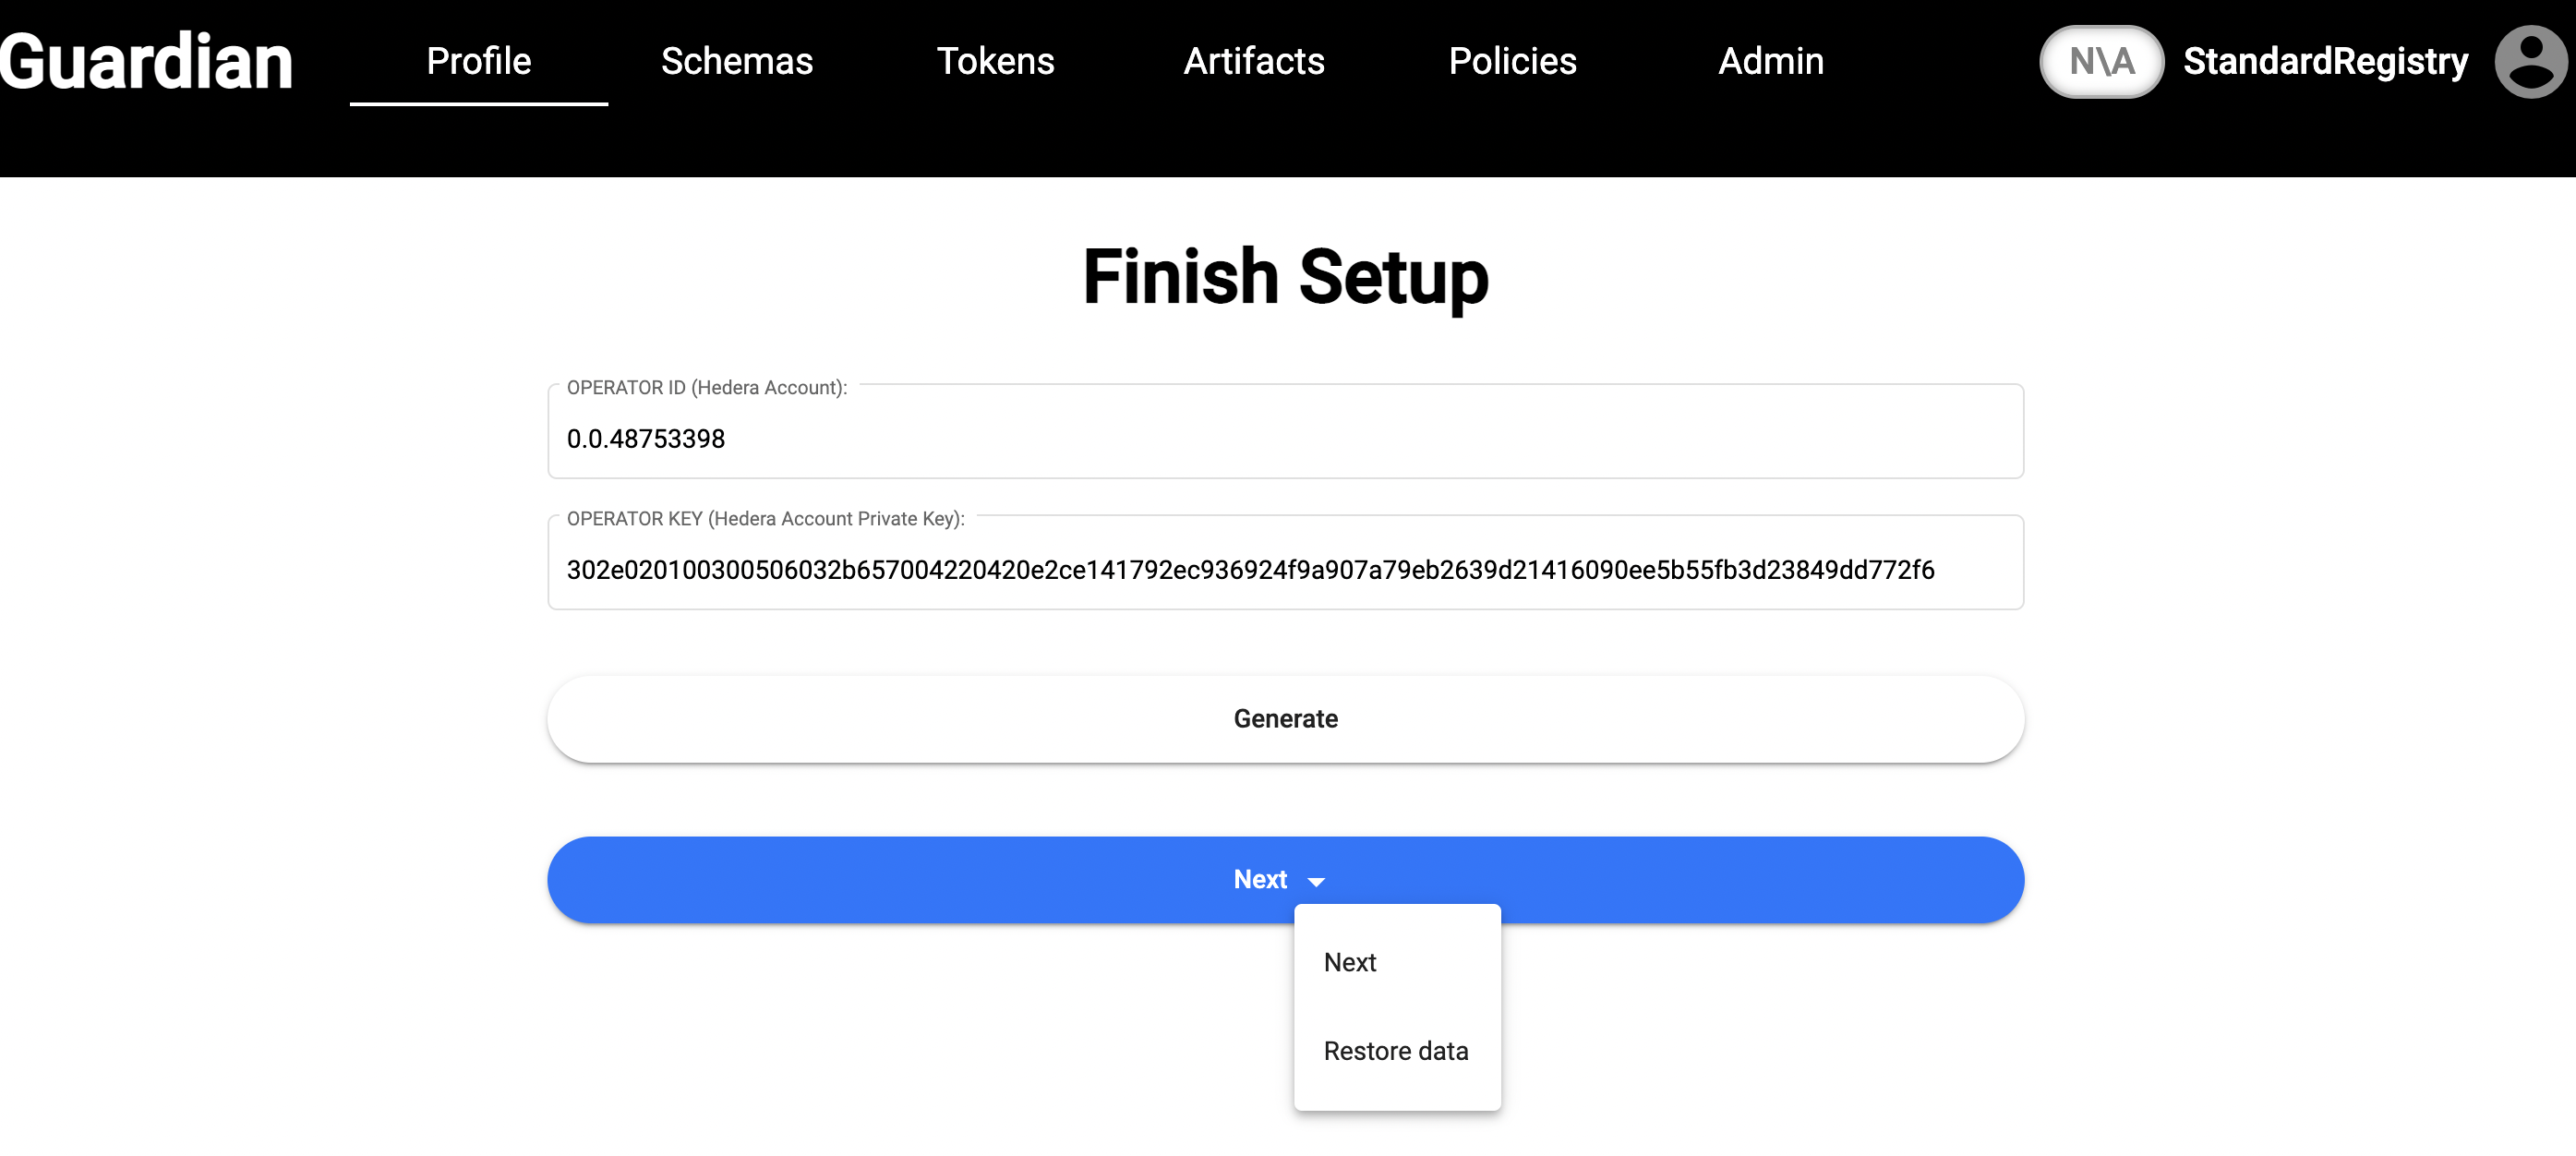 Guardian Profile Schemas Tokens Artifacts Policies Admin N\A StandardRegistry
Finish Setup
OPERATOR ID (Hedera Account):
0.0.48753398
OPERATOR KEY (Hedera Account Private Key):
302e020100300506032b657004220420e2ce141792ec936924f9a907a79eb2639d21416090ee5b55fb3d23849dd772f6
Generate
Next
Next
Restore data